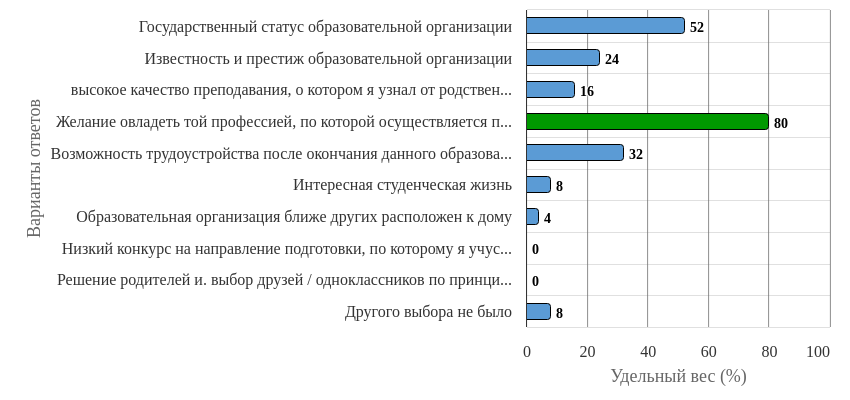 Государственный статус образовательной организации 52
Известность и престиж образовательной организации 24
высокое качество преподавания, о котором я узнал от родствен... 16
Желание овладеть той профессией, по которой осуществляется п... 80
Возможность трудоустройства после окончания данного образова... 32
Интересная студенческая жизнь 8
Образовательная организация ближе других расположен к дому 4
Низкий конкурс на направление подготовки, по которому я учус... 0
Решение родителей и. выбор друзей / одноклассников по принци... 0
Другого выбора не было 8
Варианты ответов
0 20 40 60 80 100
Удельный вес (%)